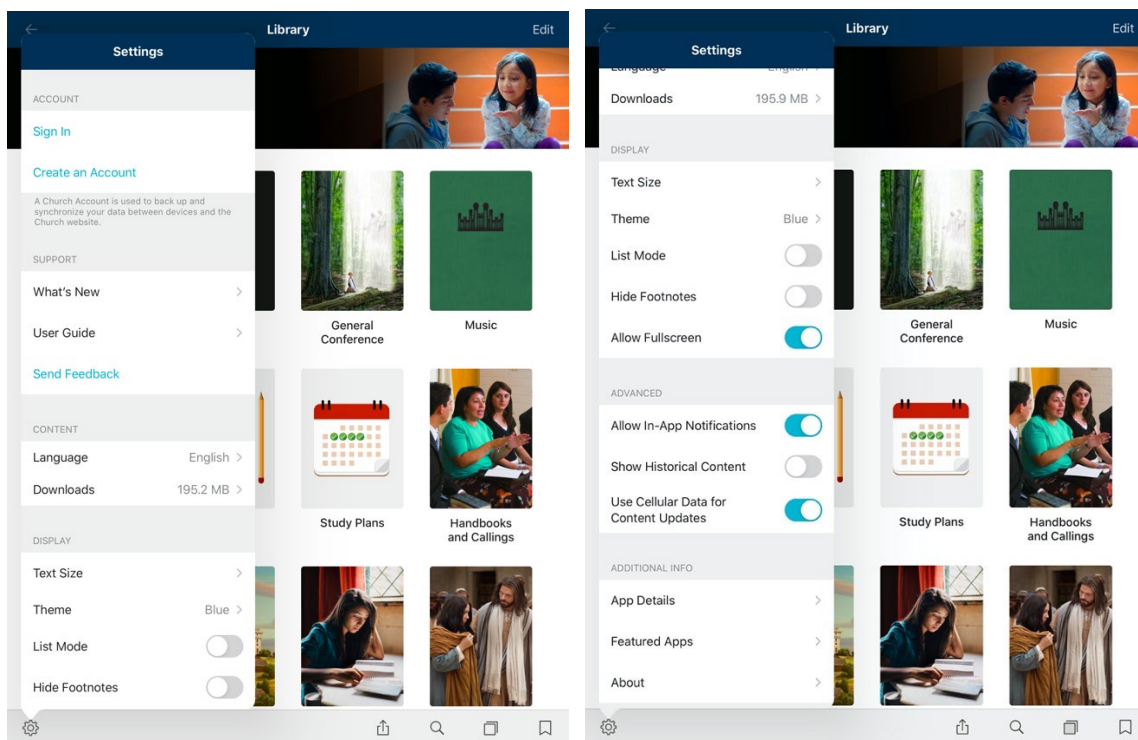 Library
Edit
Settings
ACCOUNT
Sign In
Create an Account
A Church Account is used to back up and
synchronize your data between devices and the
Church website.
SUPPORT
What's New
User Guide
Send Feedback
CONTENT
Language English
Downloads 195.2 MB
DISPLAY
Text Size
Theme Blue
List Mode
Hide Footnotes
General
Conference
Music
Study Plans
Handbooks
and Callings
Library
Edit
Settings
Language English
Downloads 195.9 MB
DISPLAY
Text Size
Theme Blue
List Mode
Hide Footnotes
Allow Fullscreen
ADVANCED
Allow In-App Notifications
Show Historical Content
Use Cellular Data for
Content Updates
ADDITIONAL INFO
App Details
Featured Apps
About
General
Conference
Music
Study Plans
Handbooks
and Callings